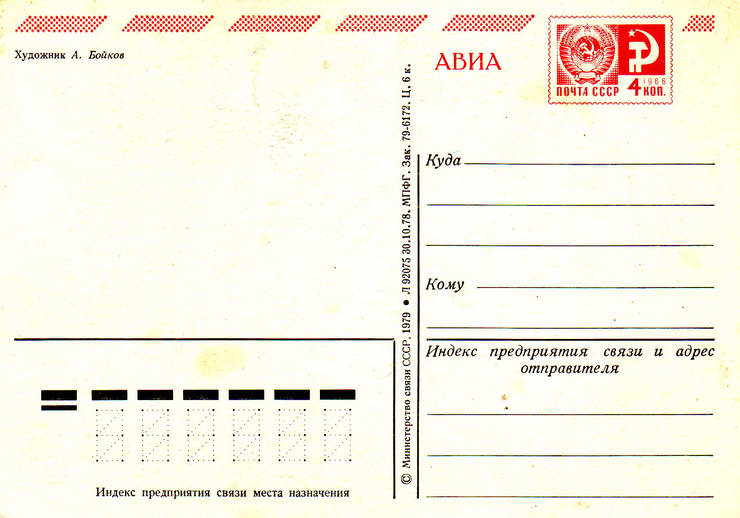 Художник А. Бойков
АВИА
ПОЧТА СССР
1966
4 КОП.
© Министерство связи СССР, 1979 • Л 92075 30.10.78. МПФГ. Зак. 79-6172. Ц. 6 к.
Куда
Кому
Индекс предприятия связи и адрес
отправителя
Индекс предприятия связи места назначения